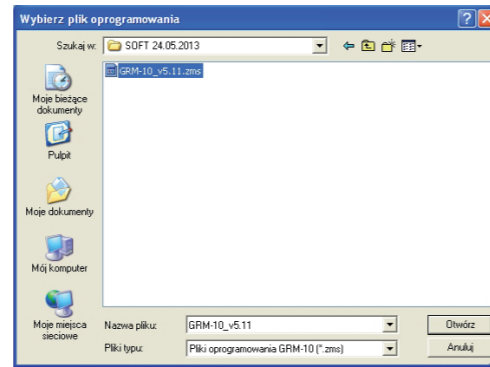 Wybierz plik oprogramowania
Szukaj w: SOFT 24.05.2013
GRM-10_v5.11.zms
Moje bieżące
dokumenty
Pulpit
Moje dokumenty
Mój komputer
Moje miejsca
sieciowe
Nazwa pliku: GRM-10_v5.11 Otwórz
Pliki typu: Pliki oprogramowania GRM-10 (*.zms) Anuluj